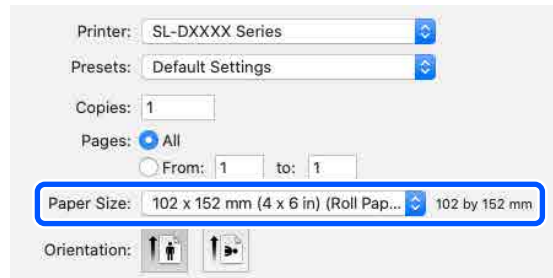 Printer: SL-DXXXX Series
Presets: Default Settings
Copies: 1
Pages: All
From: 1 to: 1
Paper Size: 102 x 152 mm (4 x 6 in) (Roll Pap... 102 by 152 mm
Orientation: